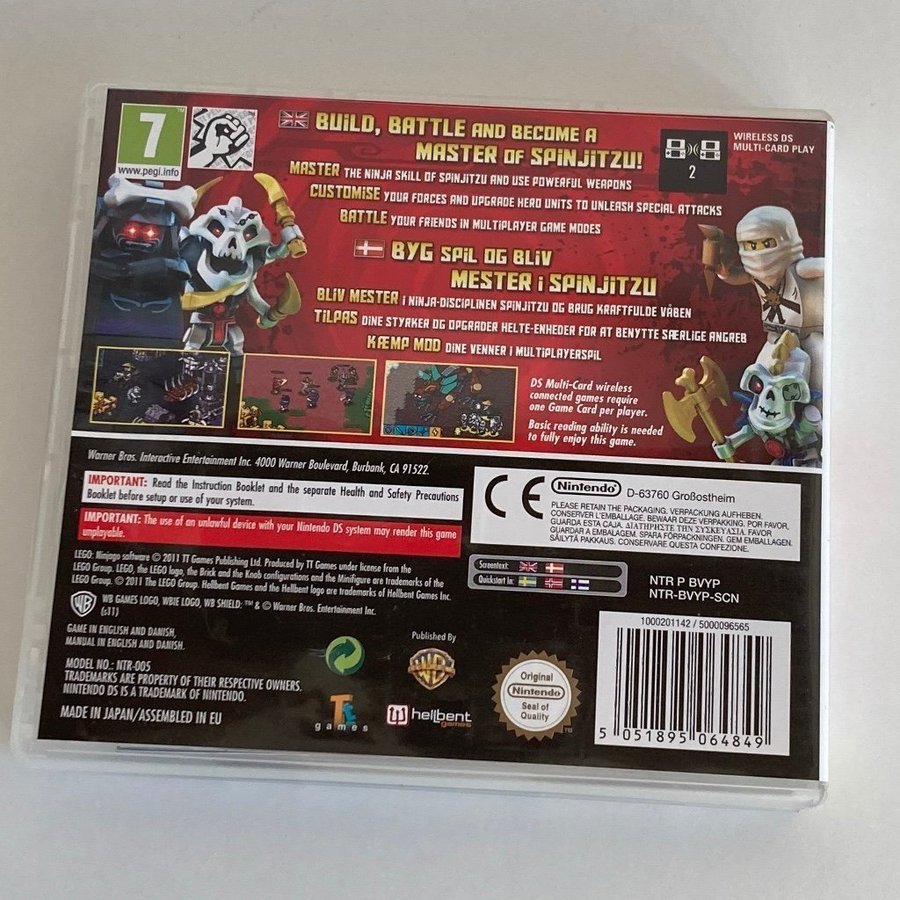 7
www.pegi.info
BUILD, BATTLE AND BECOME A
MASTER OF SPINJITZU!
MASTER THE NINJA SKILL OF SPINJITZU AND USE POWERFUL WEAPONS
CUSTOMISE YOUR FORCES AND UPGRADE HERO UNITS TO UNLEASH SPECIAL ATTACKS
BATTLE YOUR FRIENDS IN MULTIPLAYER GAME MODES
2
WIRELESS DS
MULTI-CARD PLAY
BYG SPIL OG BLIV
MESTER I SPINJITZU
BLIV MESTER I NINJA-DISCIPLINEN SPINJITZU OG BRUG KRAFTFULDE VÅBEN
TILPAS DINE STYRKER OG OPGRADER HELTE-ENHEDER FOR AT BENYTTE SÆRLIGE ANGREB
KÆMP MOD DINE VENNER I MULTIPLAYERSPIL
DS Multi-Card wireless
connected games require
one Game Card per player.
Basic reading ability is needed
to fully enjoy this game.
Warner Bros. Interactive Entertainment Inc. 4000 Warner Boulevard, Burbank, CA 91522.
IMPORTANT: Read the Instruction Booklet and the separate Health and Safety Precautions
Booklet before setup or use of your system.
IMPORTANT: The use of an unlawful device with your Nintendo DS system may render this game
unplayable.
CE
Nintendo
D-63760 Großostheim
PLEASE RETAIN THE PACKAGING. VERPACKUNG AUFHEBEN.
CONSERVER L'EMBALLAGE. BEWAAR DEZE VERPAKKING. POR FAVOR,
GUARDA ESTA CAJA. ΔΙΑΤΗΡΗΣΤΕ ΤΗΝ ΣΥΣΚΕΥΑΣΙΑ. FAVOR
GUARDAR A EMBALAGEM. SPARA FÖRPACKNINGEN. GEM EMBALLAGEN.
SÄILYTÄ PAKKAUS. CONSERVARE QUESTA CONFEZIONE.
LEGO: Ninjago software © 2011 TT Games Publishing Ltd. Produced by TT Games under license from the
LEGO Group. LEGO, the LEGO logo, the Brick and the Knob configurations and the Minifigure are trademarks of the
LEGO Group. © 2011 The LEGO Group. Hellbent Games and the Hellbent logo are trademarks of Hellbent Games Inc.
WB
WB GAMES LOGO, WBIE LOGO, WB SHIELD: ™ & © Warner Bros. Entertainment Inc.
(s11)
Screentext:
Quickstart in:
NTR P BVYP
NTR-BVYP-SCN
GAME IN ENGLISH AND DANISH,
MANUAL IN ENGLISH AND DANISH.
MODEL NO: NTR-005
TRADEMARKS ARE PROPERTY OF THEIR RESPECTIVE OWNERS.
NINTENDO DS IS A TRADEMARK OF NINTENDO.
MADE IN JAPAN/ASSEMBLED IN EU
Published By
WB
GAMES
TT
games
hellbent
games
Original
Nintendo
Seal of
Quality
TM
1000201142 / 5000096565
5 051895 064849